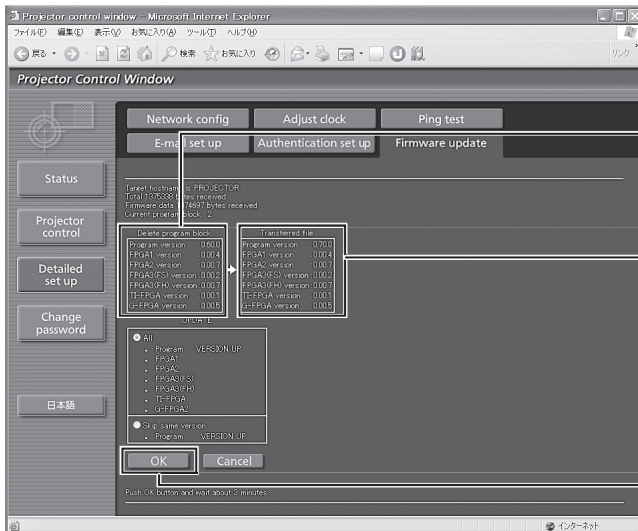 Projector control window - Microsoft Internet Explorer
ファイル(F) 編集(E) 表示(V) お気に入り(A) ツール(T) ヘルプ(H)
戻る 検索 お気に入り リンク
Projector Control Window
Network config Adjust clock Ping test
E-mail set up Authentication set up Firmware update
Status
Projector control
Detailed set up
Change password
日本語
Target hostname is PROJECTOR
Total 1375338 bytes received
Firmware data 1374697 bytes received
Current program block : 2
Delete program block
Program version :0.60.0
FPGA1 version :0.00.4
FPGA2 version :0.00.7
FPGA3(FS) version :0.00.2
FPGA3(FH) version :0.00.7
TI-FPGA version :0.00.1
G-FPGA version :0.00.5
Transferred file
Program version :0.70.0
FPGA1 version :0.00.4
FPGA2 version :0.00.7
FPGA3(FS) version :0.00.2
FPGA3(FH) version :0.00.7
TI-FPGA version :0.00.1
G-FPGA version :0.00.5
UPDATE
All
. Program VERSION UP
. FPGA1
. FPGA2
. FPGA3(FS)
. FPGA3(FH)
. TI-FPGA
. G-FPGA2
Skip same version
. Program VERSION UP
OK Cancel
Push OK button and wait about 3 minutes.
インターネット